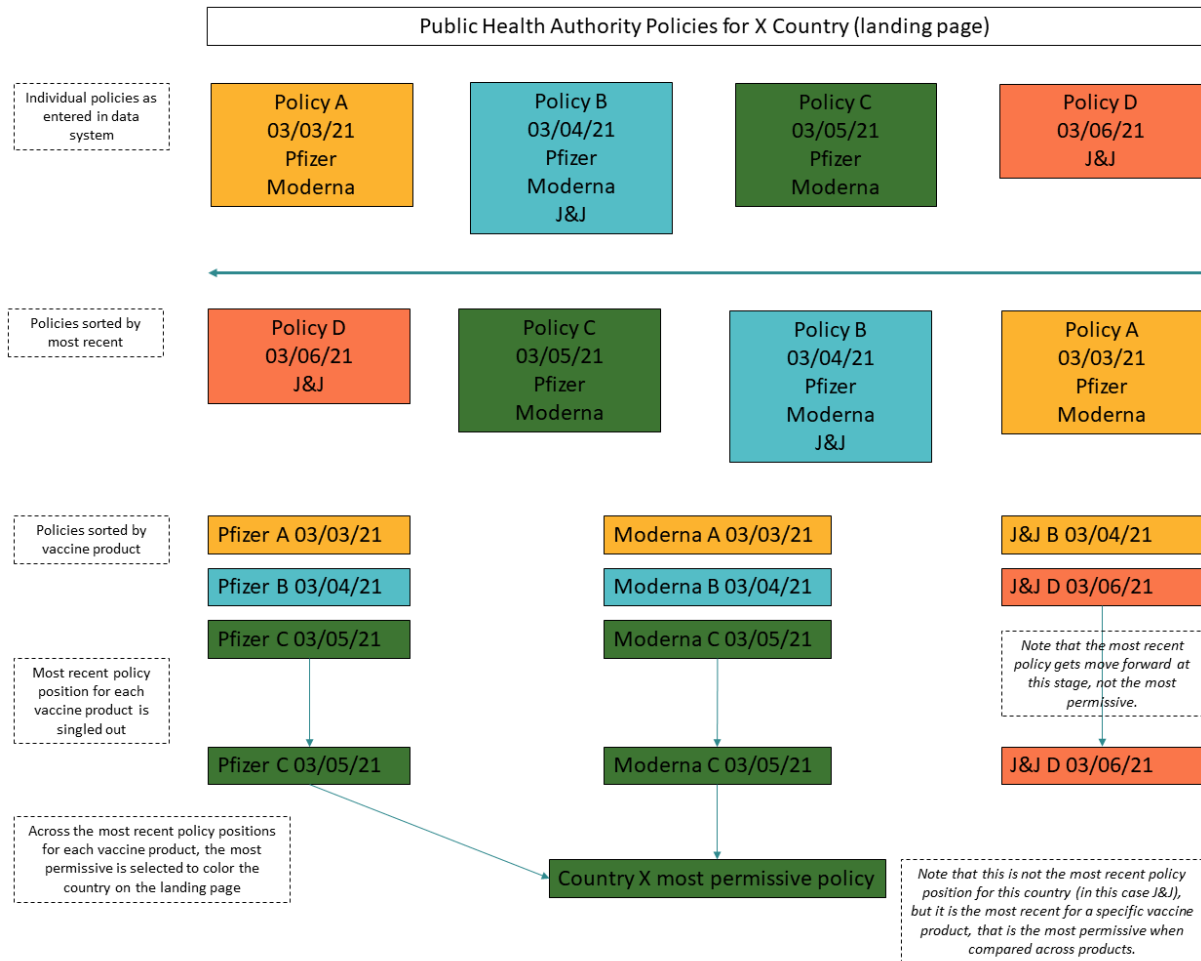 Public Health Authority Policies for X Country (landing page)
Individual policies as
entered in data
system
Policy A
03/03/21
Pfizer
Moderna
Policy B
03/04/21
Pfizer
Moderna
J&J
Policy C
03/05/21
Pfizer
Moderna
Policy D
03/06/21
J&J
Policies sorted by
most recent
Policy D
03/06/21
J&J
Policy C
03/05/21
Pfizer
Moderna
Policy B
03/04/21
Pfizer
Moderna
J&J
Policy A
03/03/21
Pfizer
Moderna
Policies sorted by
vaccine product
Pfizer A 03/03/21
Moderna A 03/03/21
J&J B 03/04/21
Pfizer B 03/04/21
Moderna B 03/04/21
J&J D 03/06/21
Pfizer C 03/05/21
Moderna C 03/05/21
Note that the most recent
policy gets move forward at
this stage, not the most
permissive.
Most recent policy
position for each
vaccine product is
singled out
Pfizer C 03/05/21
Moderna C 03/05/21
J&J D 03/06/21
Across the most recent policy positions
for each vaccine product, the most
permissive is selected to color the
country on the landing page
Country X most permissive policy
Note that this is not the most recent policy
position for this country (in this case J&J),
but it is the most recent for a specific vaccine
product, that is the most permissive when
compared across products.